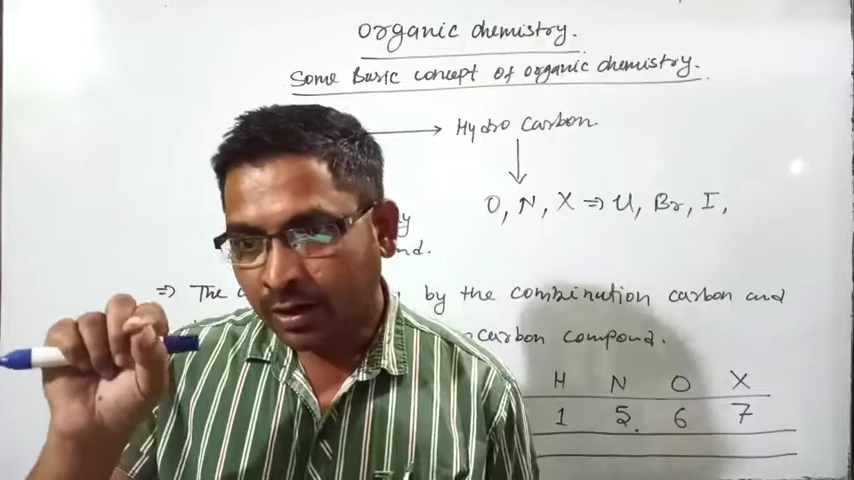 Organic chemistry.
Some Basic concept of organic chemistry.
Hydro Carbon
O, N, X ⇒ Cl, Br, I,
⇒ The by the combination carbon and
carbon compound.
H N O X
1 5. 6 7